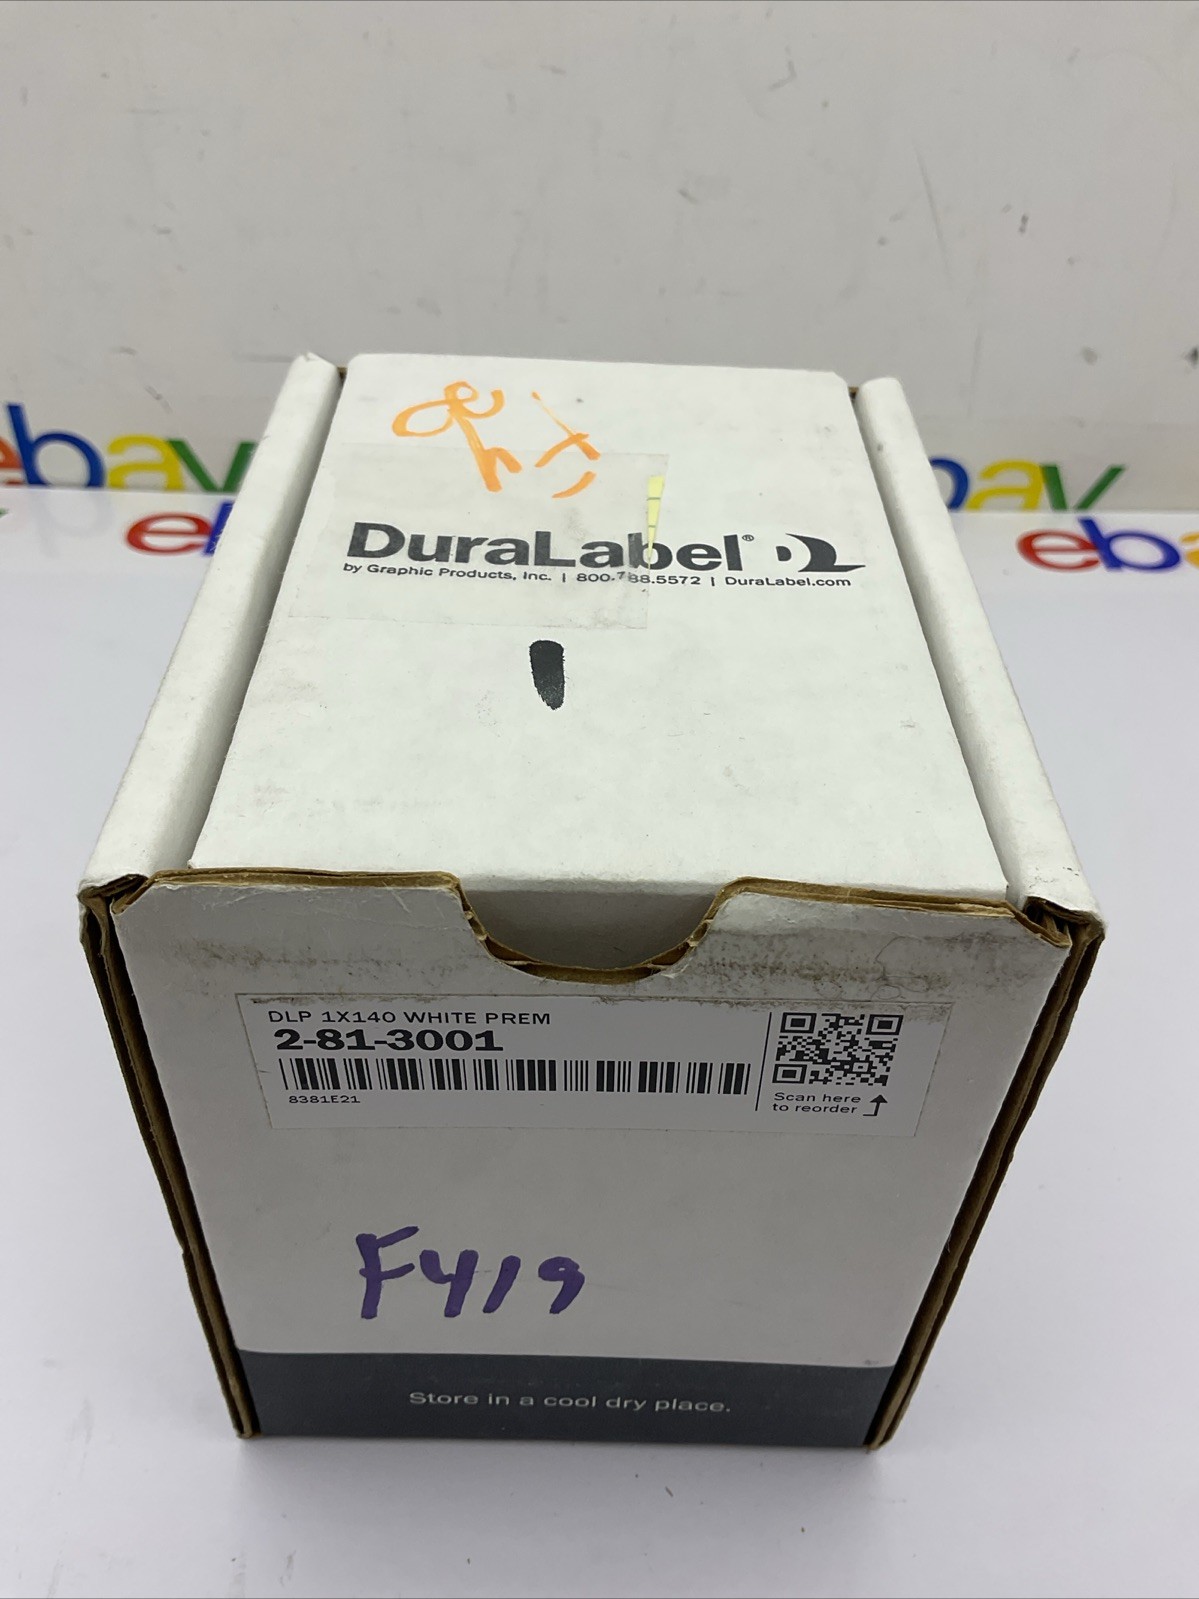 ebay
ebay
ebay
DuraLabel®
by Graphic Products, Inc. | 800.788.5572 | DuraLabel.com
DLP 1X140 WHITE PREM
2-81-3001
8381E21
Scan here
to reorder
F419
Store in a cool dry place.